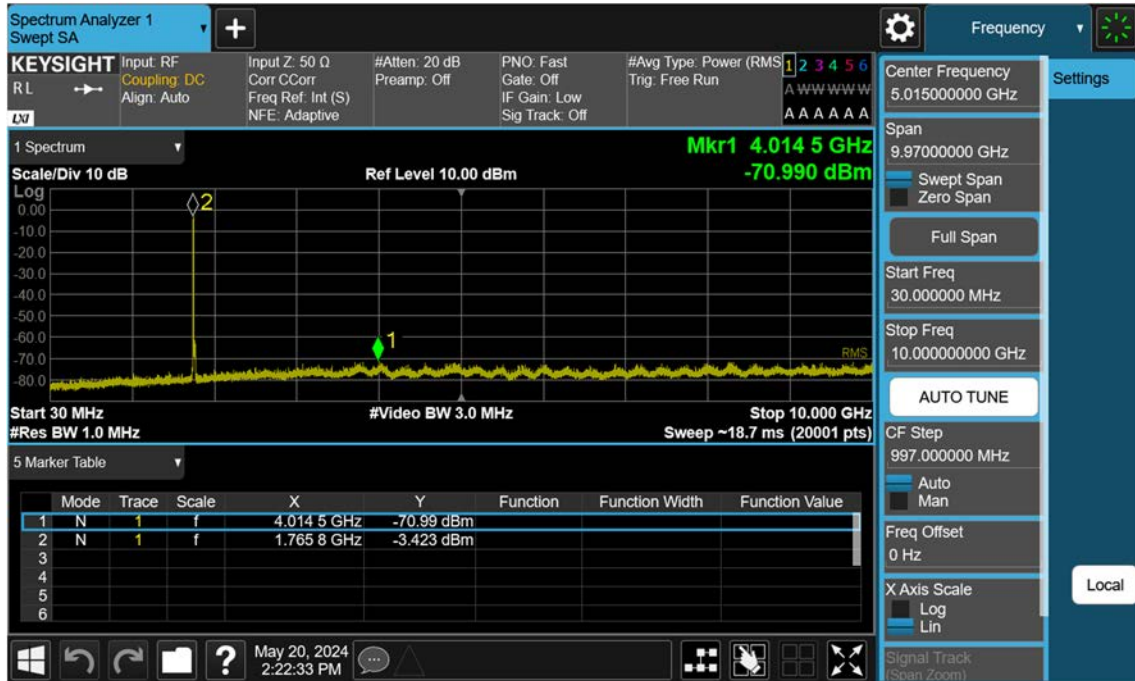 Spectrum Analyzer 1
Swept SA
+
Frequency
KEYSIGHT
RL
LXI
Input: RF
Coupling: DC
Align: Auto
Input Z: 50 Ω
Corr CCorr
Freq Ref: Int (S)
NFE: Adaptive
#Atten: 20 dB
Preamp: Off
PNO: Fast
Gate: Off
IF Gain: Low
Sig Track: Off
#Avg Type: Power (RMS
Trig: Free Run
1 2 3 4 5 6
A W W W W W
A A A A A A
1 Spectrum
Scale/Div 10 dB
Ref Level 10.00 dBm
Mkr1 4.014 5 GHz
-70.990 dBm
Log
0.00
-10.0
-20.0
-30.0
-40.0
-50.0
-60.0
-70.0
-80.0
2
1
RMS
Start 30 MHz
#Video BW 3.0 MHz
Stop 10.000 GHz
#Res BW 1.0 MHz
Sweep ~18.7 ms (20001 pts)
5 Marker Table
Mode Trace Scale X Y Function Function Width Function Value
1 N 1 f 4.014 5 GHz -70.99 dBm
2 N 1 f 1.765 8 GHz -3.423 dBm
3
4
5
6
?
May 20, 2024
2:22:33 PM
Center Frequency
5.015000000 GHz
Span
9.97000000 GHz
Swept Span
Zero Span
Full Span
Start Freq
30.000000 MHz
Stop Freq
10.000000000 GHz
AUTO TUNE
CF Step
997.000000 MHz
Auto
Man
Freq Offset
0 Hz
X Axis Scale
Log
Lin
Signal Track
(Span Zoom)
Settings
Local